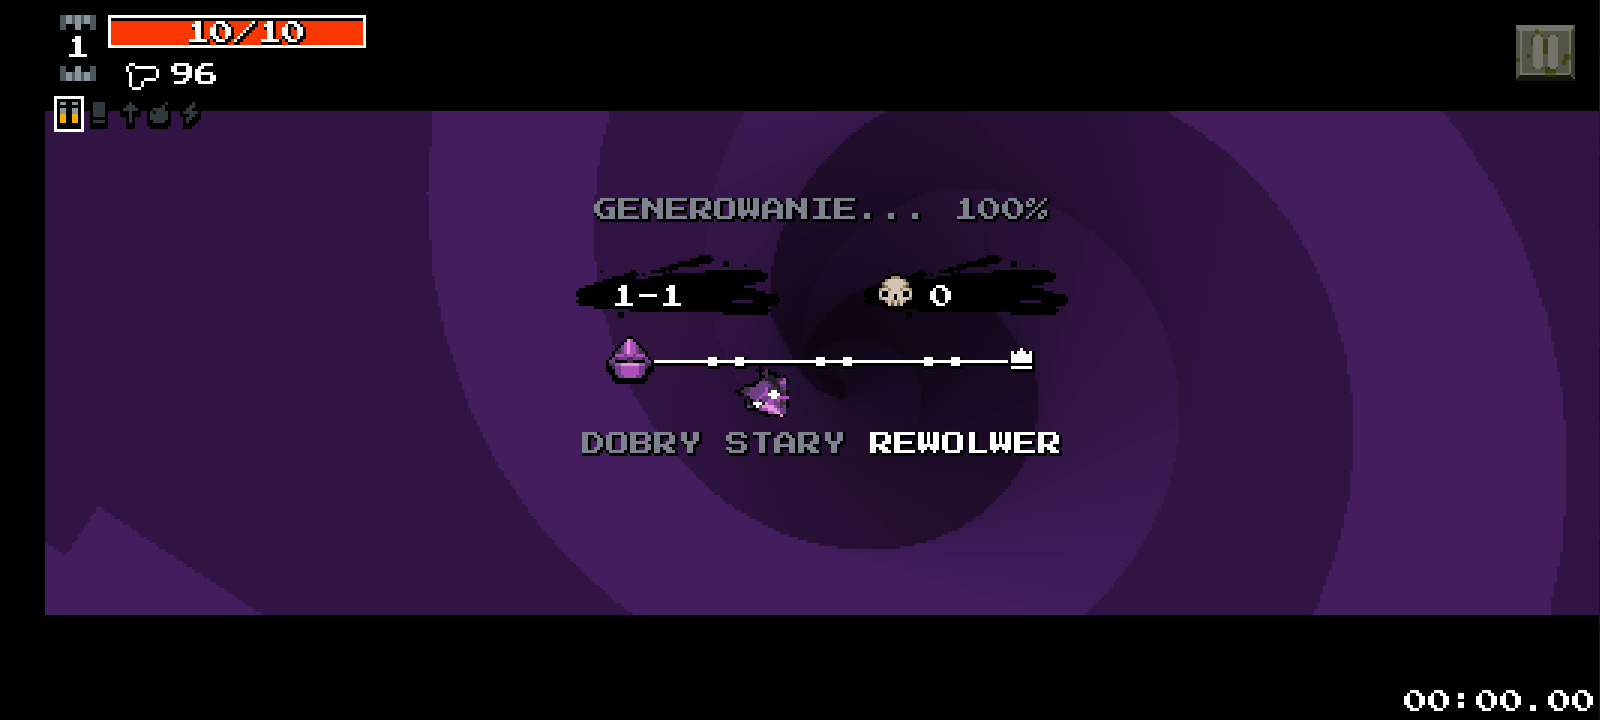 10/10
1
96
GENEROWANIE... 100%
1-1 0
DOBRY STARY REWOLWER
00:00.00